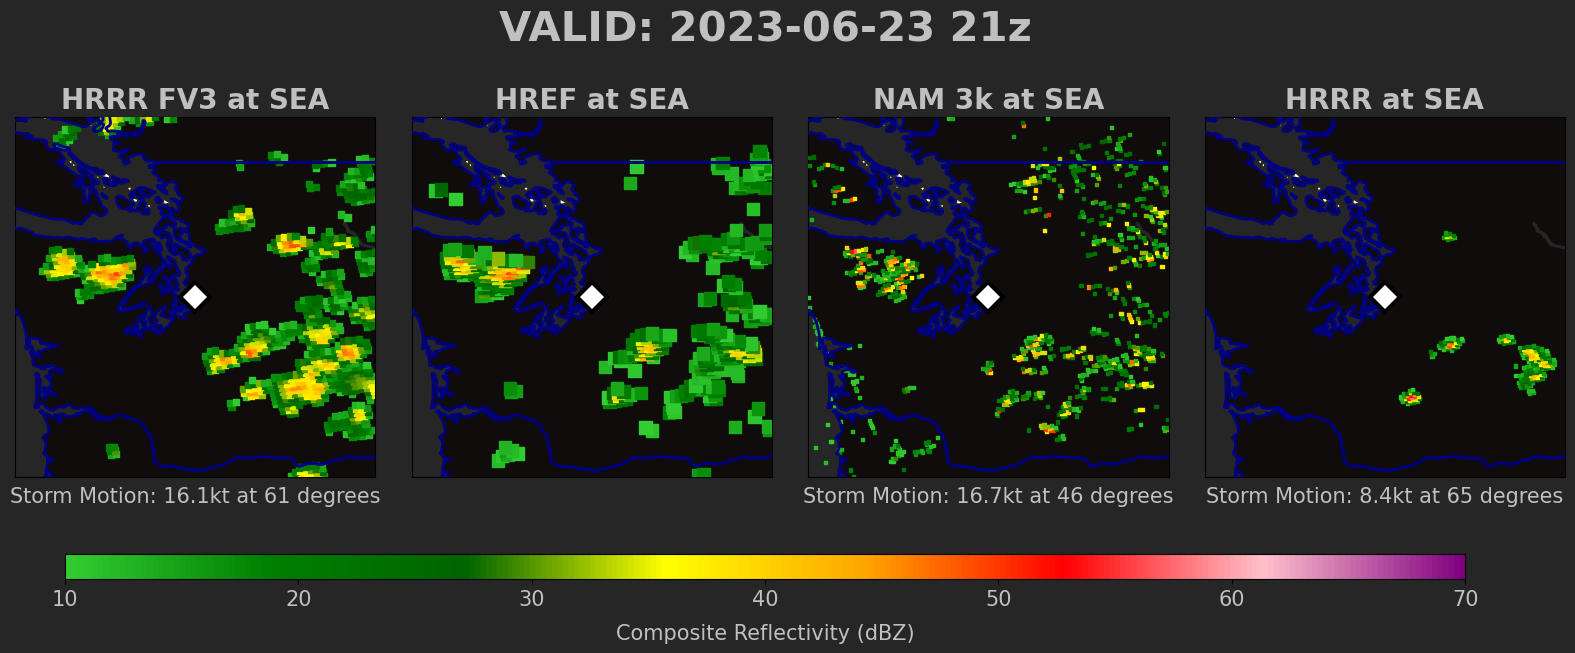 VALID: 2023-06-23 21z
HRRR FV3 at SEA
HREF at SEA
NAM 3k at SEA
HRRR at SEA
Storm Motion: 16.1kt at 61 degrees
Storm Motion: 16.7kt at 46 degrees
Storm Motion: 8.4kt at 65 degrees
10 20 30 40 50 60 70
Composite Reflectivity (dBZ)